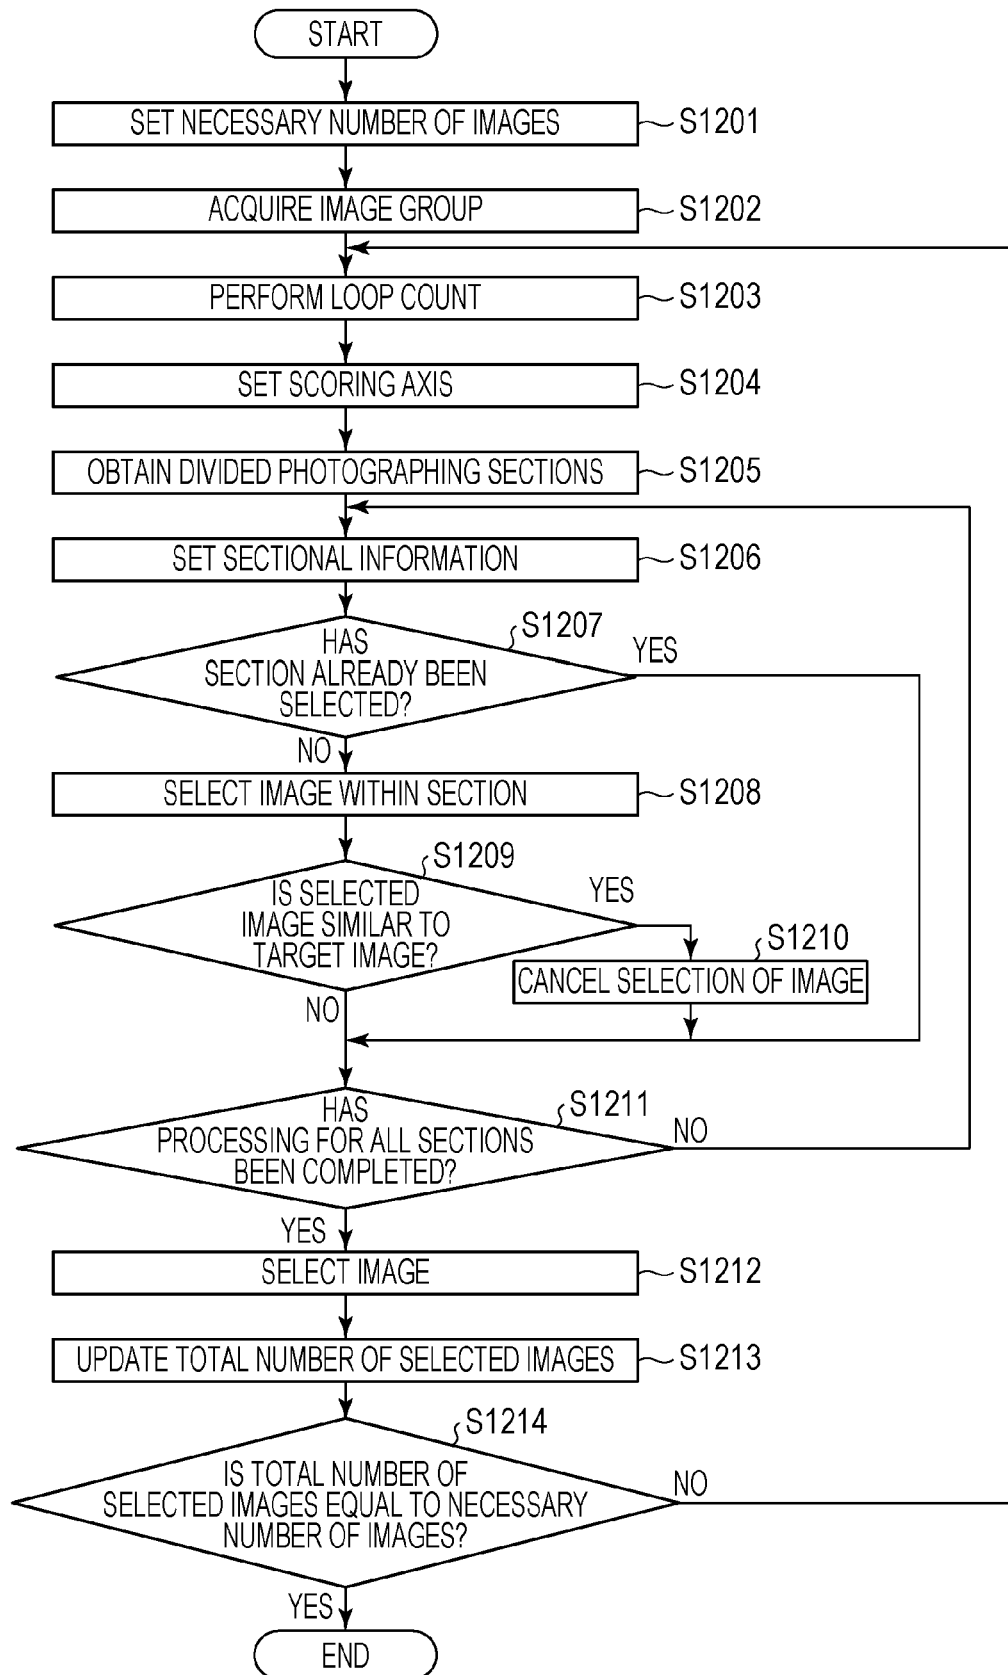 START
SET NECESSARY NUMBER OF IMAGES
S1201
ACQUIRE IMAGE GROUP
S1202
PERFORM LOOP COUNT
S1203
SET SCORING AXIS
S1204
OBTAIN DIVIDED PHOTOGRAPHING SECTIONS
S1205
SET SECTIONAL INFORMATION
S1206
S1207
HAS
SECTION ALREADY BEEN
SELECTED?
YES
NO
SELECT IMAGE WITHIN SECTION
S1208
S1209
IS SELECTED
IMAGE SIMILAR TO
TARGET IMAGE?
YES
S1210
CANCEL SELECTION OF IMAGE
NO
S1211
HAS
PROCESSING FOR ALL SECTIONS
BEEN COMPLETED?
NO
YES
SELECT IMAGE
S1212
UPDATE TOTAL NUMBER OF SELECTED IMAGES
S1213
S1214
IS TOTAL NUMBER OF
SELECTED IMAGES EQUAL TO NECESSARY
NUMBER OF IMAGES?
NO
YES
END